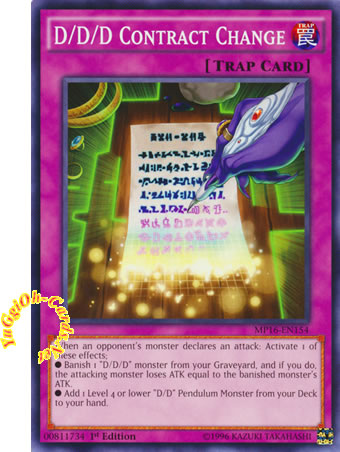 D/D/D CONTRACT CHANGE
TRAP
罠
[TRAP CARD]
MP16-EN154
When an opponent's monster declares an attack: Activate 1 of
these effects;
● Banish 1 "D/D/D" monster from your Graveyard, and if you do,
the attacking monster loses ATK equal to the banished monster's
ATK.
● Add 1 Level 4 or lower "D/D" Pendulum Monster from your Deck
to your hand.
00811734 1st Edition ©1996 KAZUKI TAKAHASHI